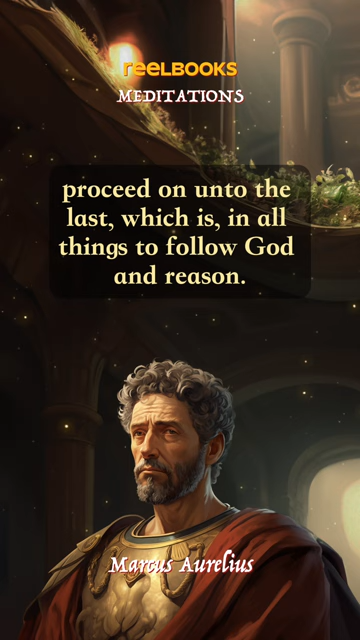 reelBOOKS
MEDITATIONS
proceed on unto the
last, which is, in all
things to follow God
and reason.
Marcus Aurelius